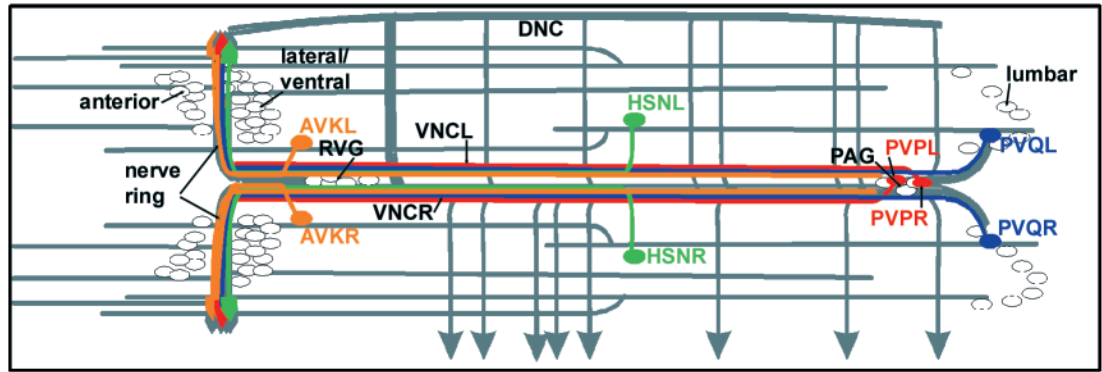 DNC
lateral/
ventral
anterior
lumbar
HSNL
AVKL
VNCL
RVG
PAG
PVPL
PVQL
nerve
ring
VNCR
PVPR
AVKR
PVQR
HSNR